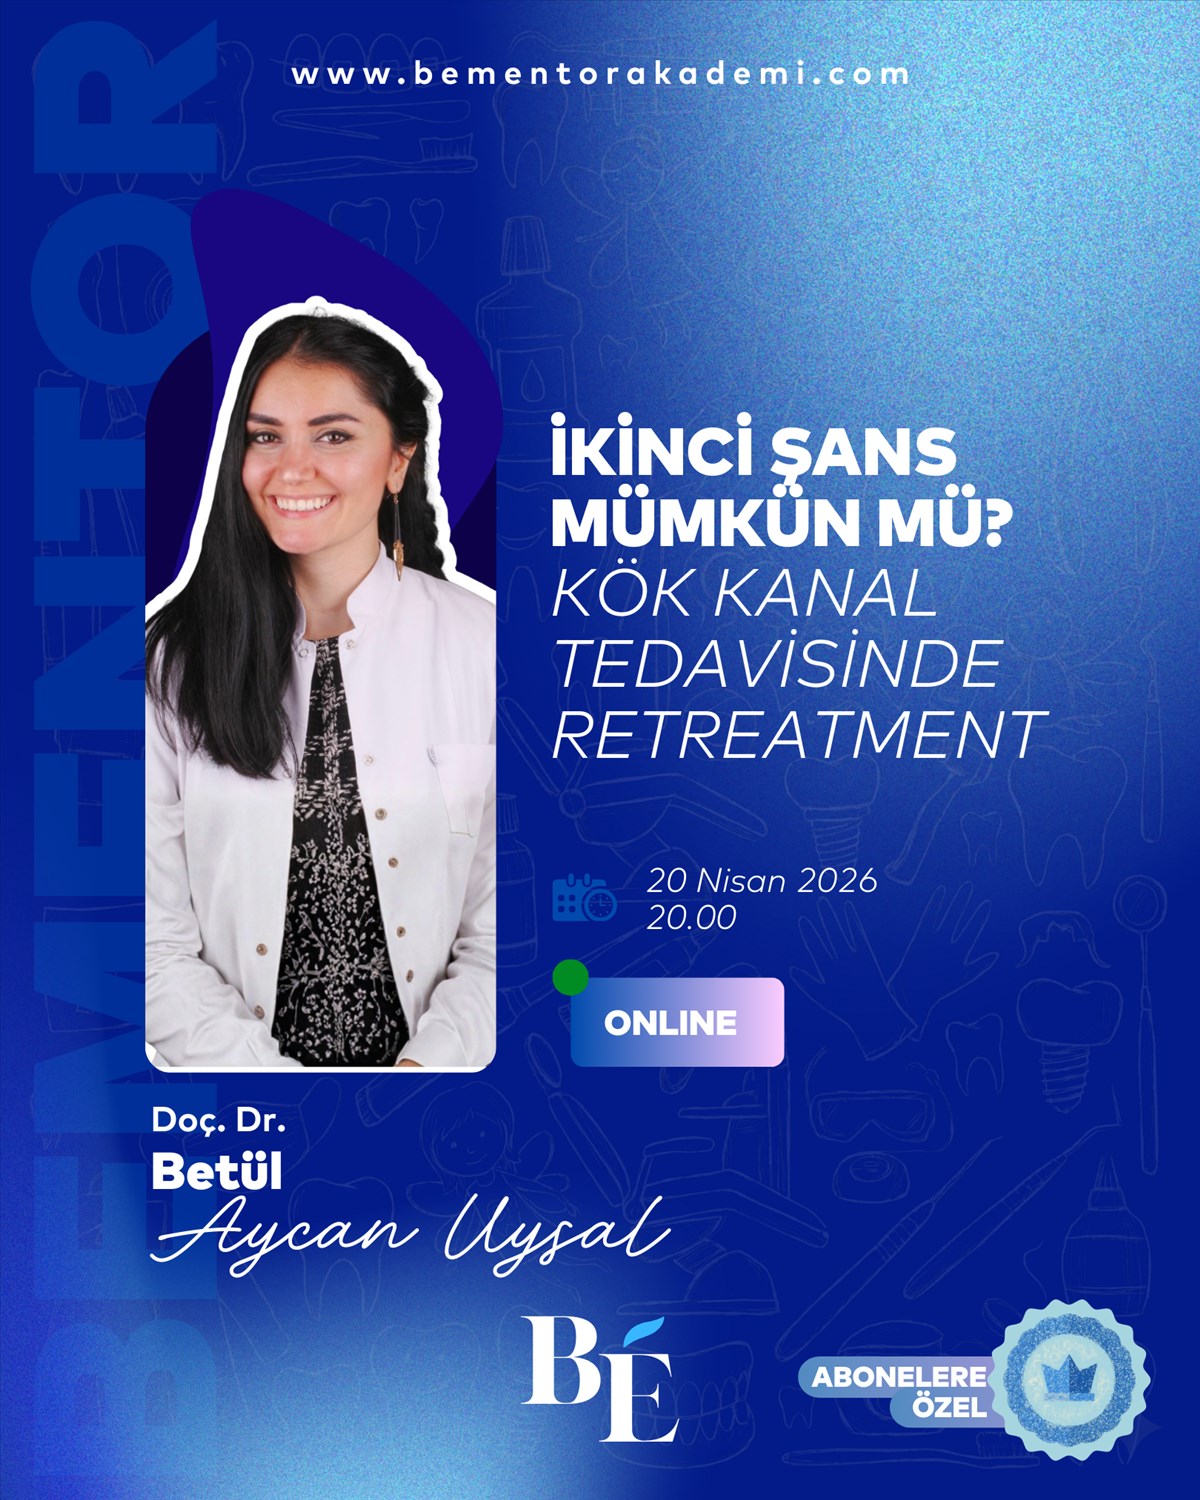 www.bementorakademi.com
BEMENTOR
İKİNCİ ŞANS
MÜMKÜN MÜ?
KÖK KANAL
TEDAVİSİNDE
RETREATMENT
20 Nisan 2026
20.00
ONLINE
Doç. Dr.
Betül
Aycan Uysal
BÉ
ABONELERE
ÖZEL